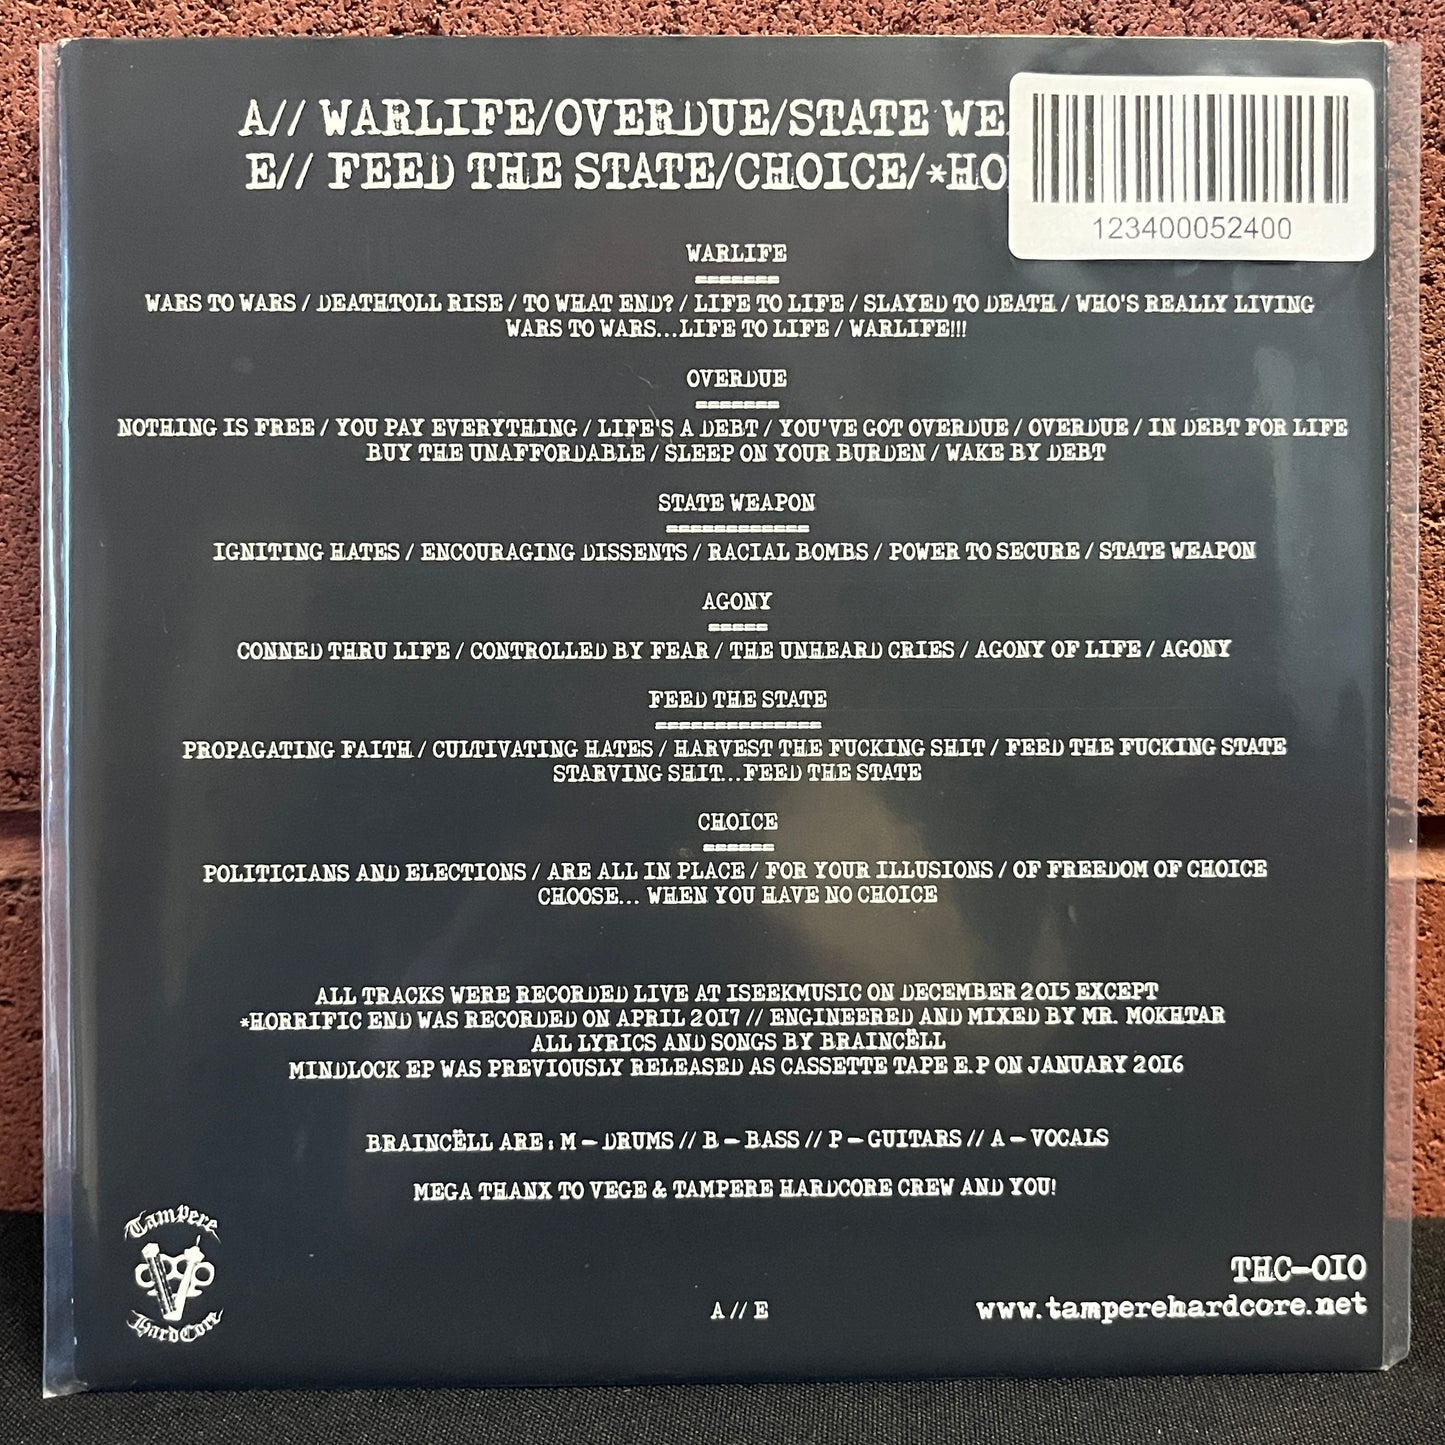 A// WARLIFE/OVERDUE/STATE
E// FEED THE STATE/CHOICE/
123400052400
WARLIFE
=======
WARS TO WARS / DEATHTOLL RISE / TO WHAT END? / LIFE TO LIFE / SLAYED TO DEATH / WHO'S REALLY LIVING
WARS TO WARS...LIFE TO LIFE / WARLIFE!!!
OVERDUE
=======
NOTHING IS FREE / YOU PAY EVERYTHING / LIFE'S A DEBT / YOU'VE GOT OVERDUE / OVERDUE / IN DEBT FOR LIFE
BUY THE UNAFFORDABLE / SLEEP ON YOUR BURDEN / WAKE BY DEBT
STATE WEAPON
============
IGNITING HATES / ENCOURAGING DISSENTS / RACIAL BOMBS / POWER TO SECURE / STATE WEAPON
AGONY
=====
CONNED THRU LIFE / CONTROLLED BY FEAR / THE UNHEARD CRIES / AGONY OF LIFE / AGONY
FEED THE STATE
==============
PROPAGATING FAITH / CULTIVATING HATES / HARVEST THE FUCKING SHIT / FEED THE FUCKING STATE
STARVING SHIT...FEED THE STATE
CHOICE
======
POLITICIANS AND ELECTIONS / ARE ALL IN PLACE / FOR YOUR ILLUSIONS / OF FREEDOM OF CHOICE
CHOOSE... WHEN YOU HAVE NO CHOICE
ALL TRACKS WERE RECORDED LIVE AT ISEEKMUSIC ON DECEMBER 2015 EXCEPT
*HORRIFIC END WAS RECORDED ON APRIL 2017 // ENGINEERED AND MIXED BY MR. MOKHTAR
ALL LYRICS AND SONGS BY BRAINCËLL
MINDLOCK EP WAS PREVIOUSLY RELEASED AS CASSETTE TAPE E.P ON JANUARY 2016
BRAINCËLL ARE : M – DRUMS // B – BASS // P – GUITARS // A – VOCALS
MEGA THANX TO VEGE & TAMPERE HARDCORE CREW AND YOU!
Tampere
HardCore
A // E
THC-010
www.tamperehardcore.net